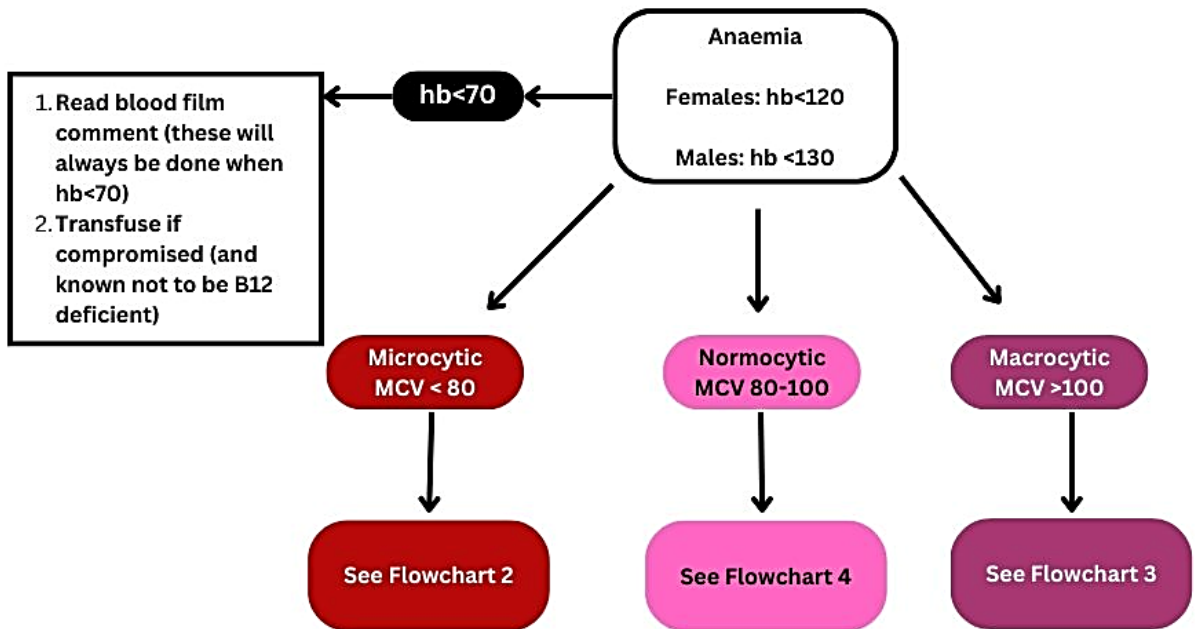 Anaemia
Females: hb<120
Males: hb <130
hb<70
1. Read blood film
comment (these will
always be done when
hb<70)
2. Transfuse if
compromised (and
known not to be B12
deficient)
Microcytic
MCV < 80
Normocytic
MCV 80-100
Macrocytic
MCV >100
See Flowchart 2
See Flowchart 4
See Flowchart 3